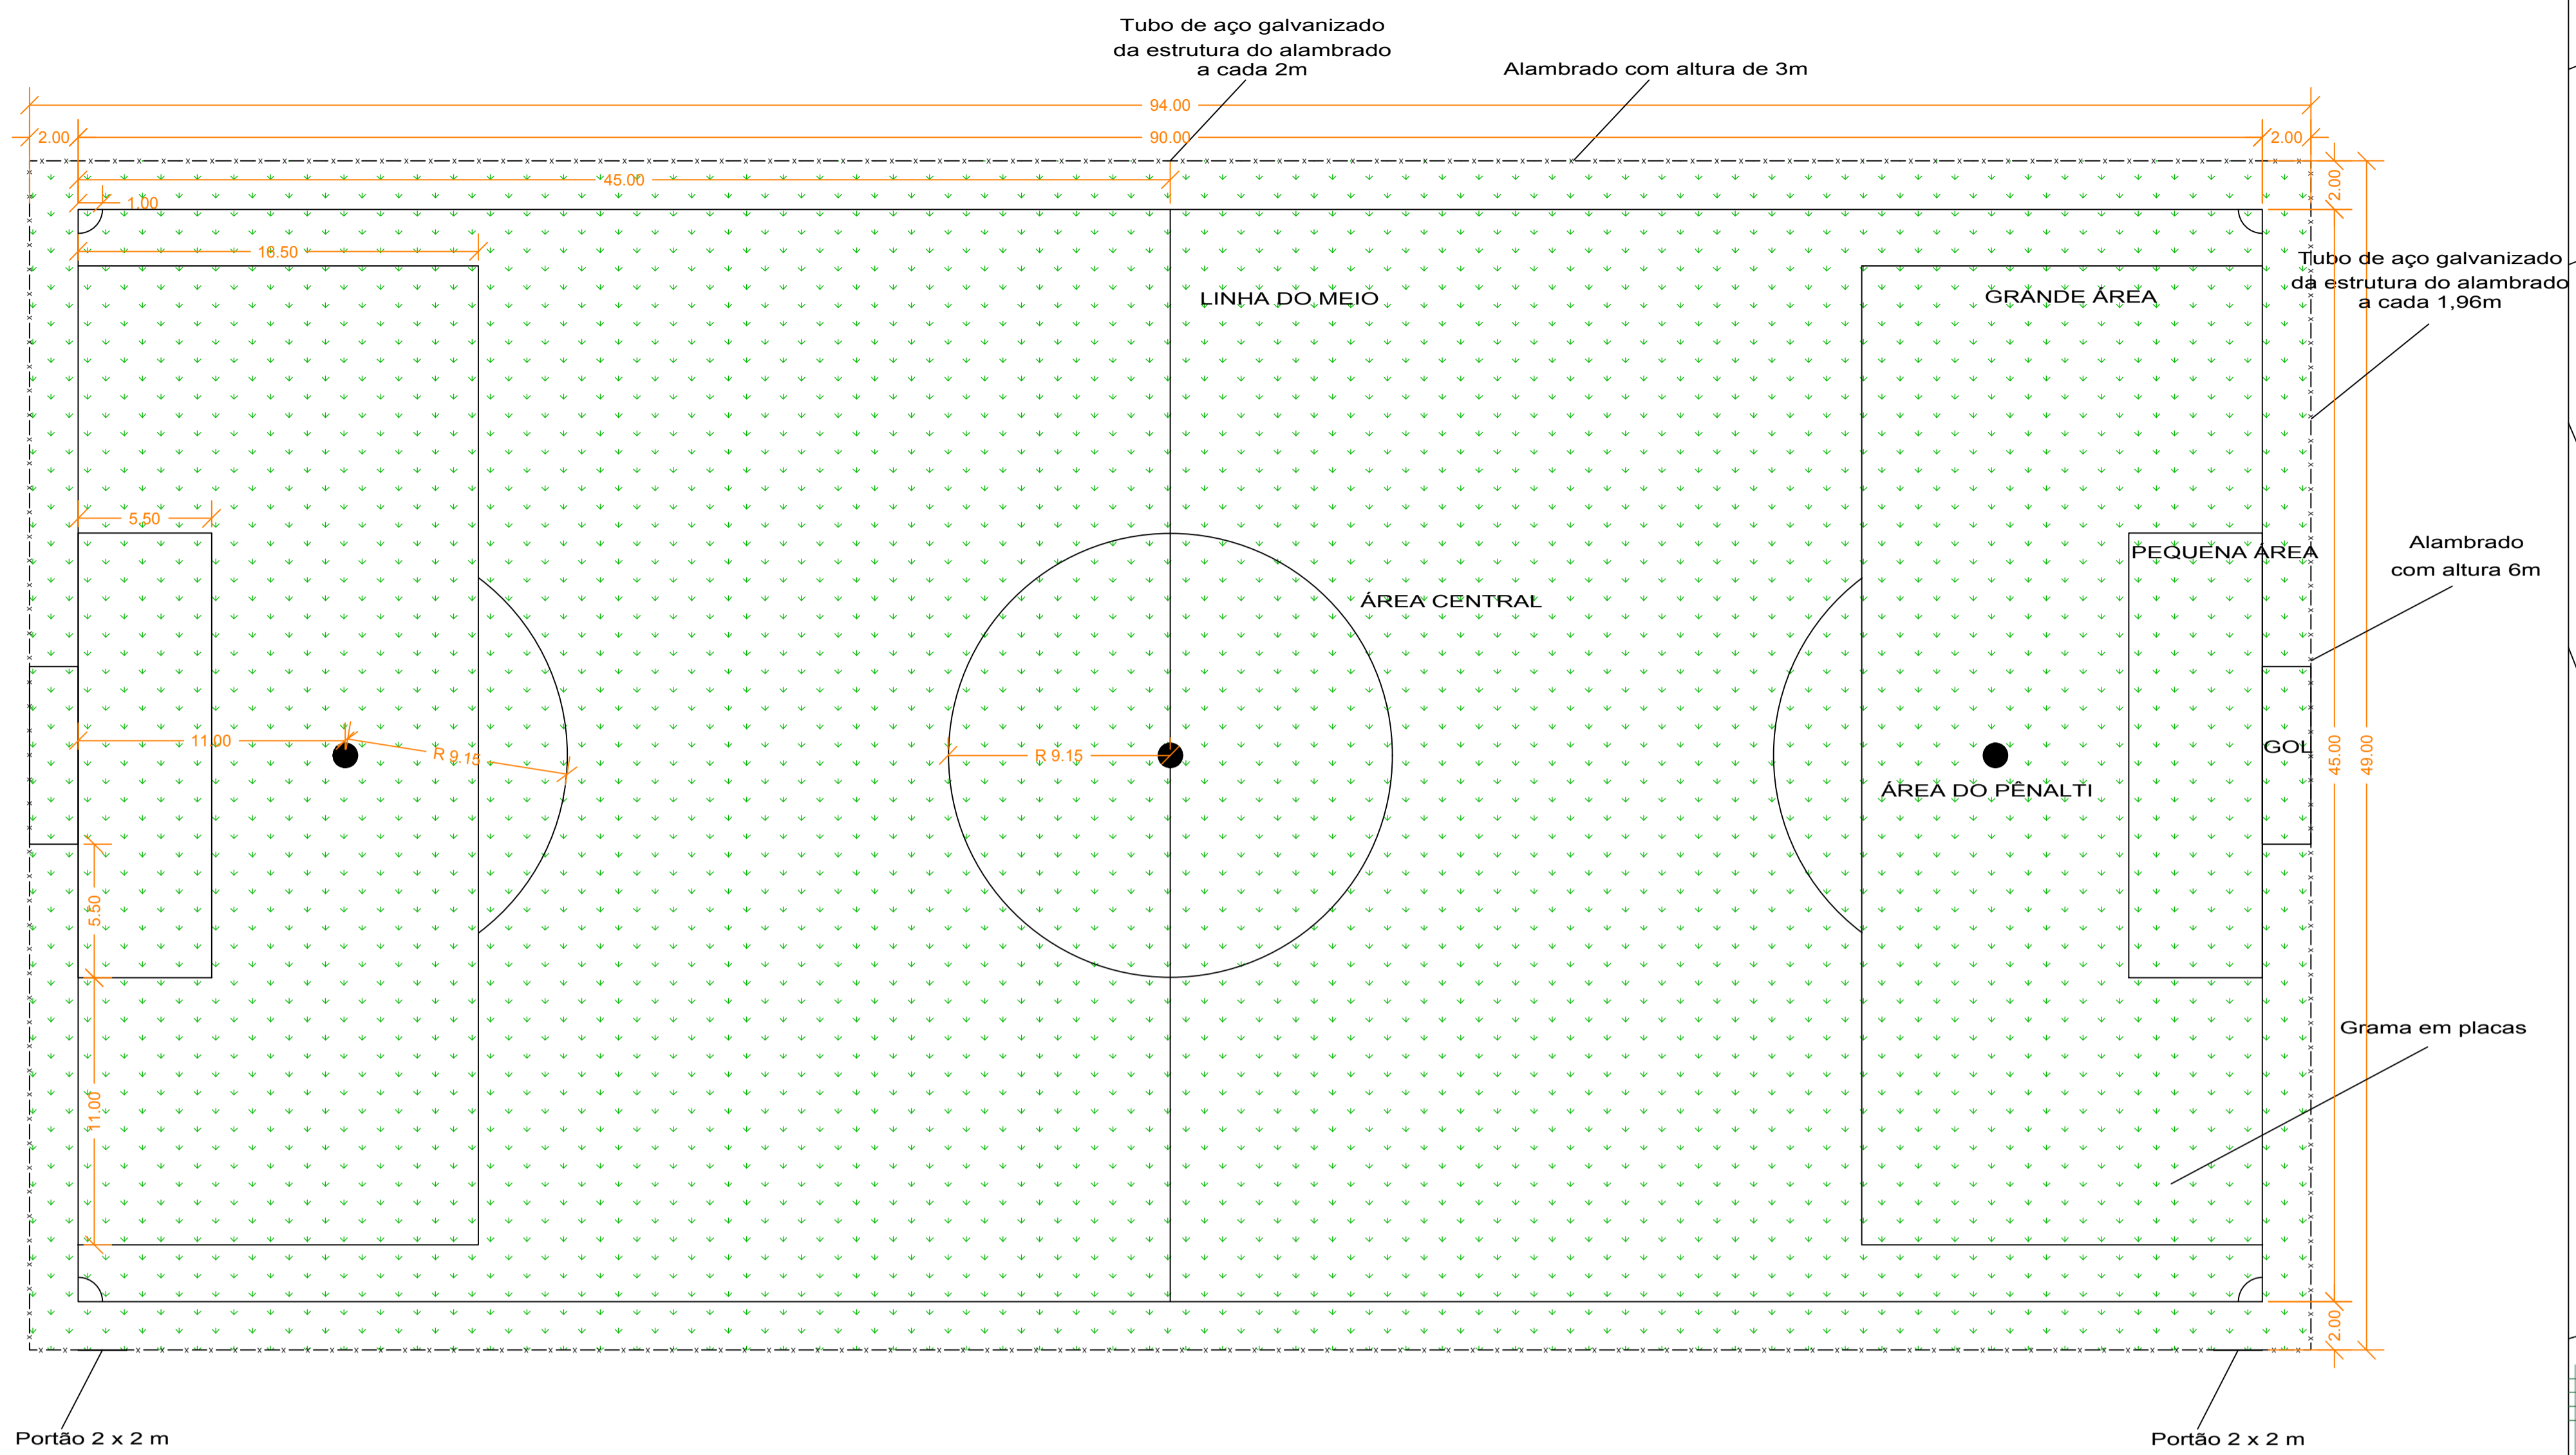 Tubo de aço galvanizado
da estrutura do alambrado
a cada 2m
Alambrado com altura de 3m
94.00
2.00
90.00
2.00
45.00
2.00
1.00
16.50
Tubo de aço galvanizado
da estrutura do alambrado
a cada 1,96m
LINHA DO MEIO
GRANDE ÁREA
5.50
PEQUENA ÁREA
Alambrado
com altura 6m
ÁREA CENTRAL
11.00
R 9.15
R 9.15
GOL
45.00
49.00
ÁREA DO PÊNALTI
5.50
Grama em placas
11.00
2.00
Portão 2 x 2 m
Portão 2 x 2 m